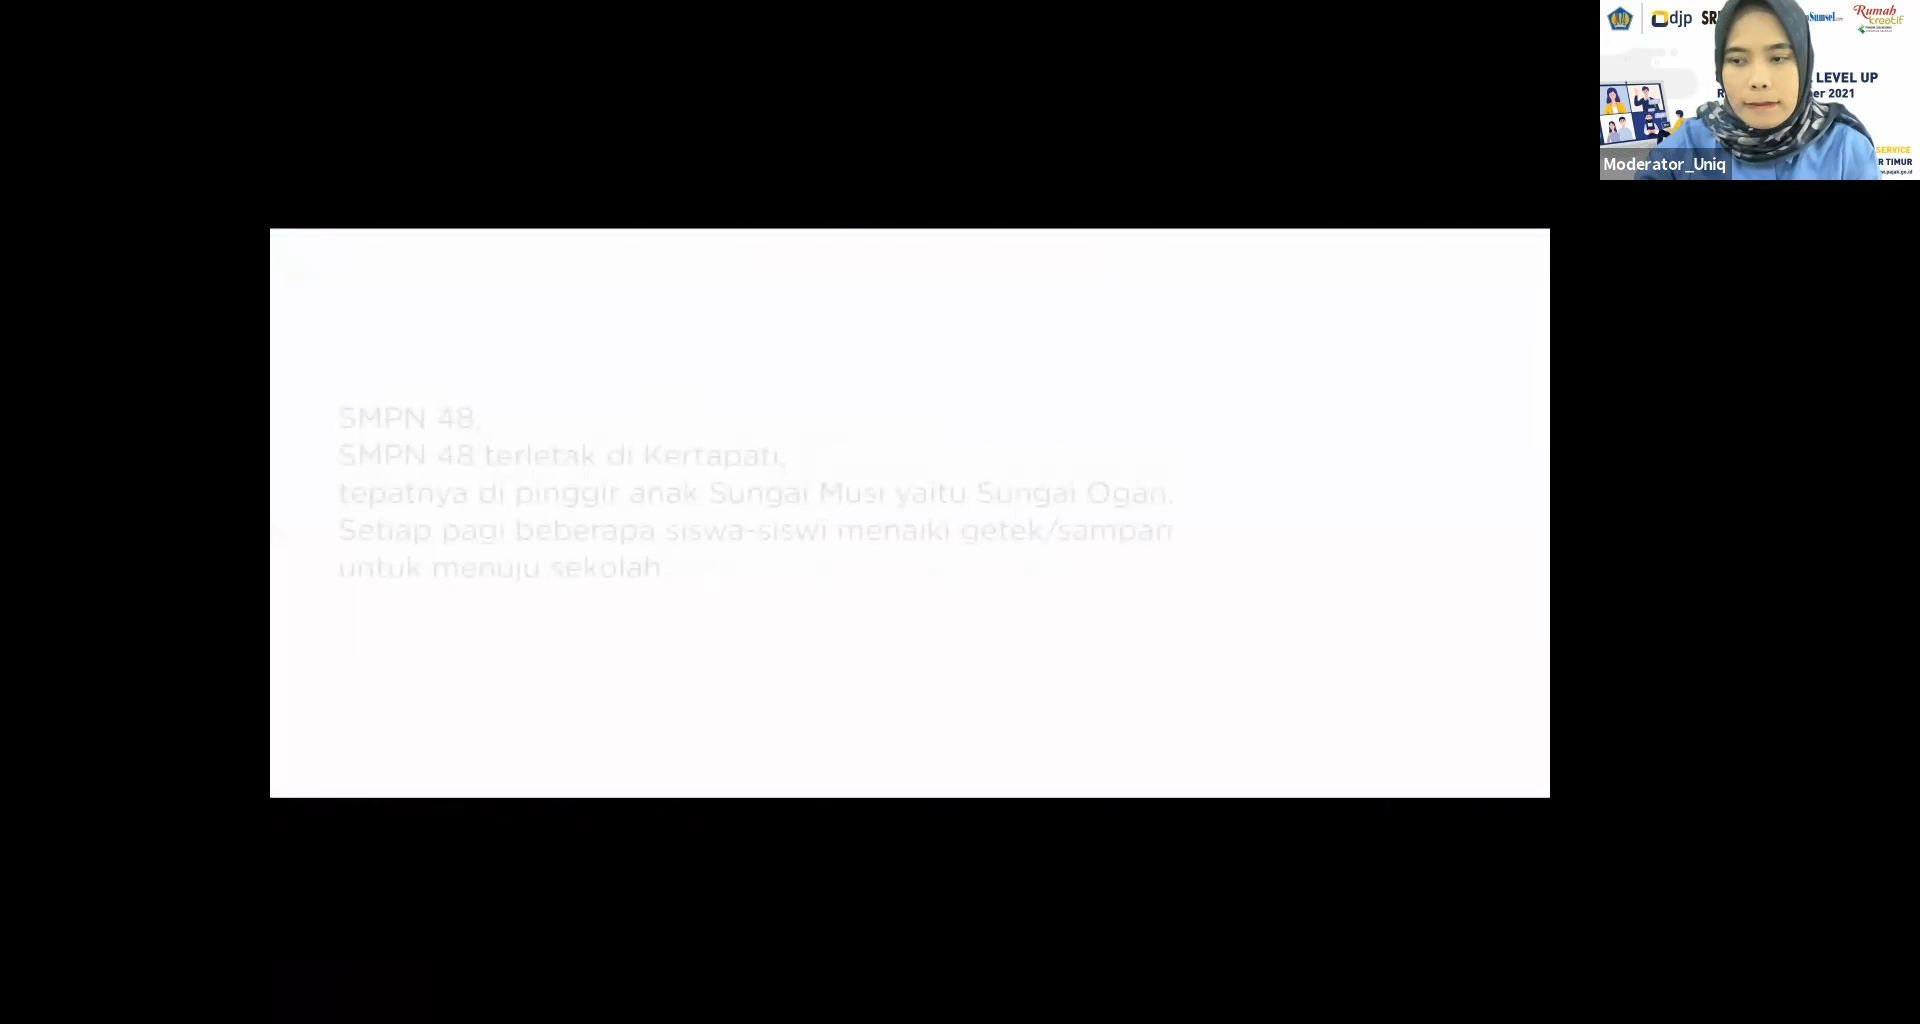 djp
Rumah
kreatif
Sumsel
LEVEL UP
er 2021
SERVICE
R TIMUR
Moderator_Uniq
SMPN 48,
SMPN 48 terletak di Kertapati,
tepatnya di pinggir anak Sungai Musi yaitu Sungai Ogan.
Setiap pagi beberapa siswa-siswi menaiki getek/sampan
untuk menuju sekolah.